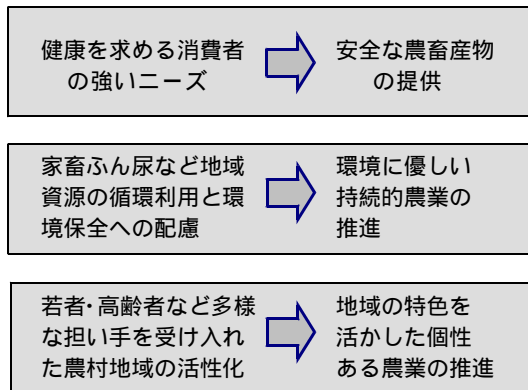 健康を求める消費者
の強いニーズ
安全な農畜産物
の提供
家畜ふん尿など地域
資源の循環利用と環
境保全への配慮
環境に優しい
持続的農業の
推進
若者・高齢者など多様
な担い手を受け入れ
た農村地域の活性化
地域の特色を
活かした個性
ある農業の推進